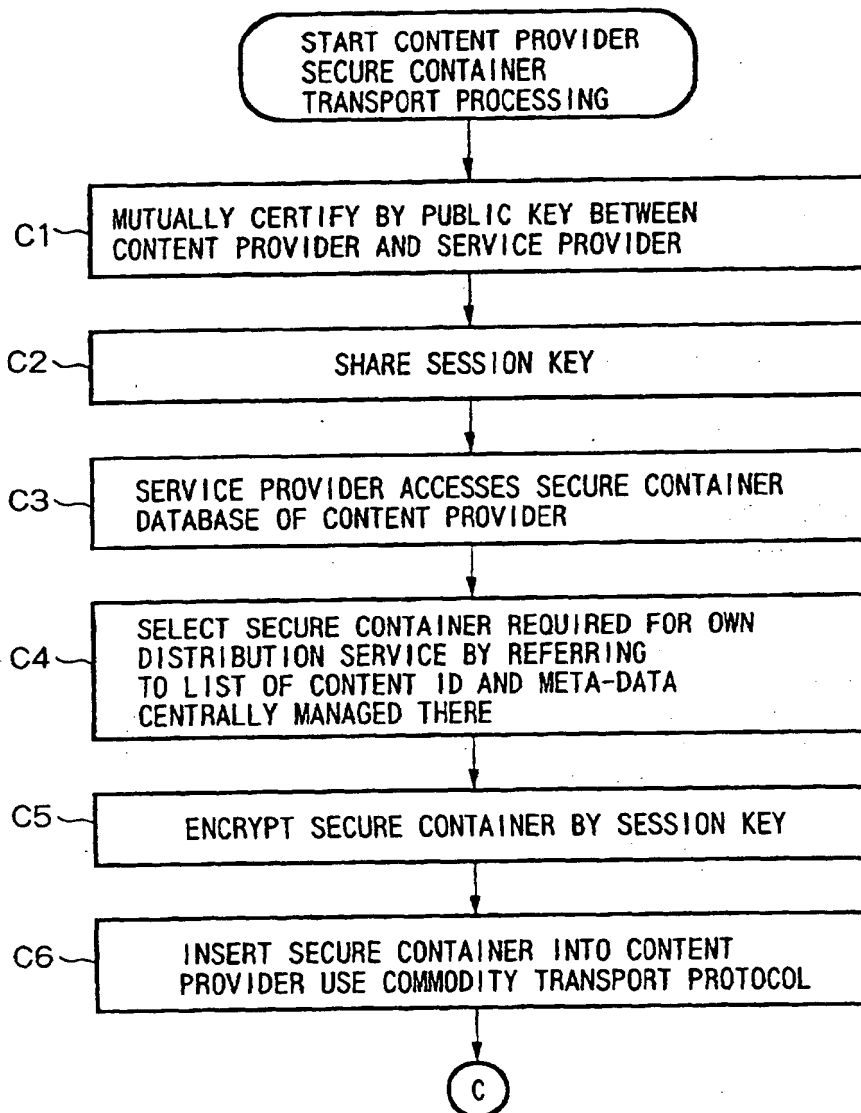 START CONTENT PROVIDER
SECURE CONTAINER
TRANSPORT PROCESSING
C1
MUTUALLY CERTIFY BY PUBLIC KEY BETWEEN
CONTENT PROVIDER AND SERVICE PROVIDER
C2
SHARE SESSION KEY
C3
SERVICE PROVIDER ACCESSES SECURE CONTAINER
DATABASE OF CONTENT PROVIDER
C4
SELECT SECURE CONTAINER REQUIRED FOR OWN
DISTRIBUTION SERVICE BY REFERRING
TO LIST OF CONTENT ID AND META-DATA
CENTRALLY MANAGED THERE
C5
ENCRYPT SECURE CONTAINER BY SESSION KEY
C6
INSERT SECURE CONTAINER INTO CONTENT
PROVIDER USE COMMODITY TRANSPORT PROTOCOL
C